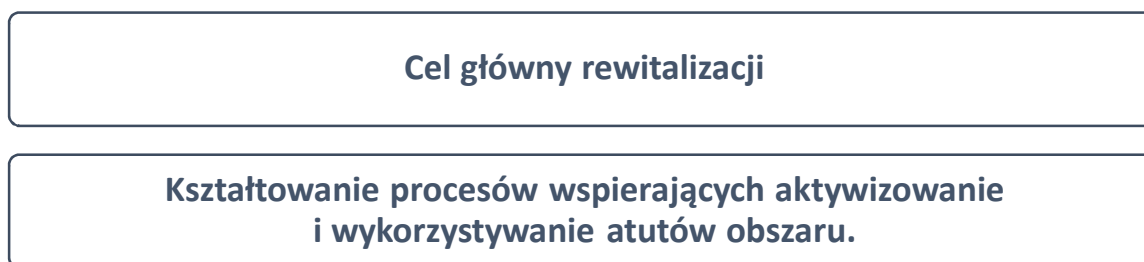 Cel główny rewitalizacji
Kształtowanie procesów wspierających aktywizowanie
i wykorzystywanie atutów obszaru.